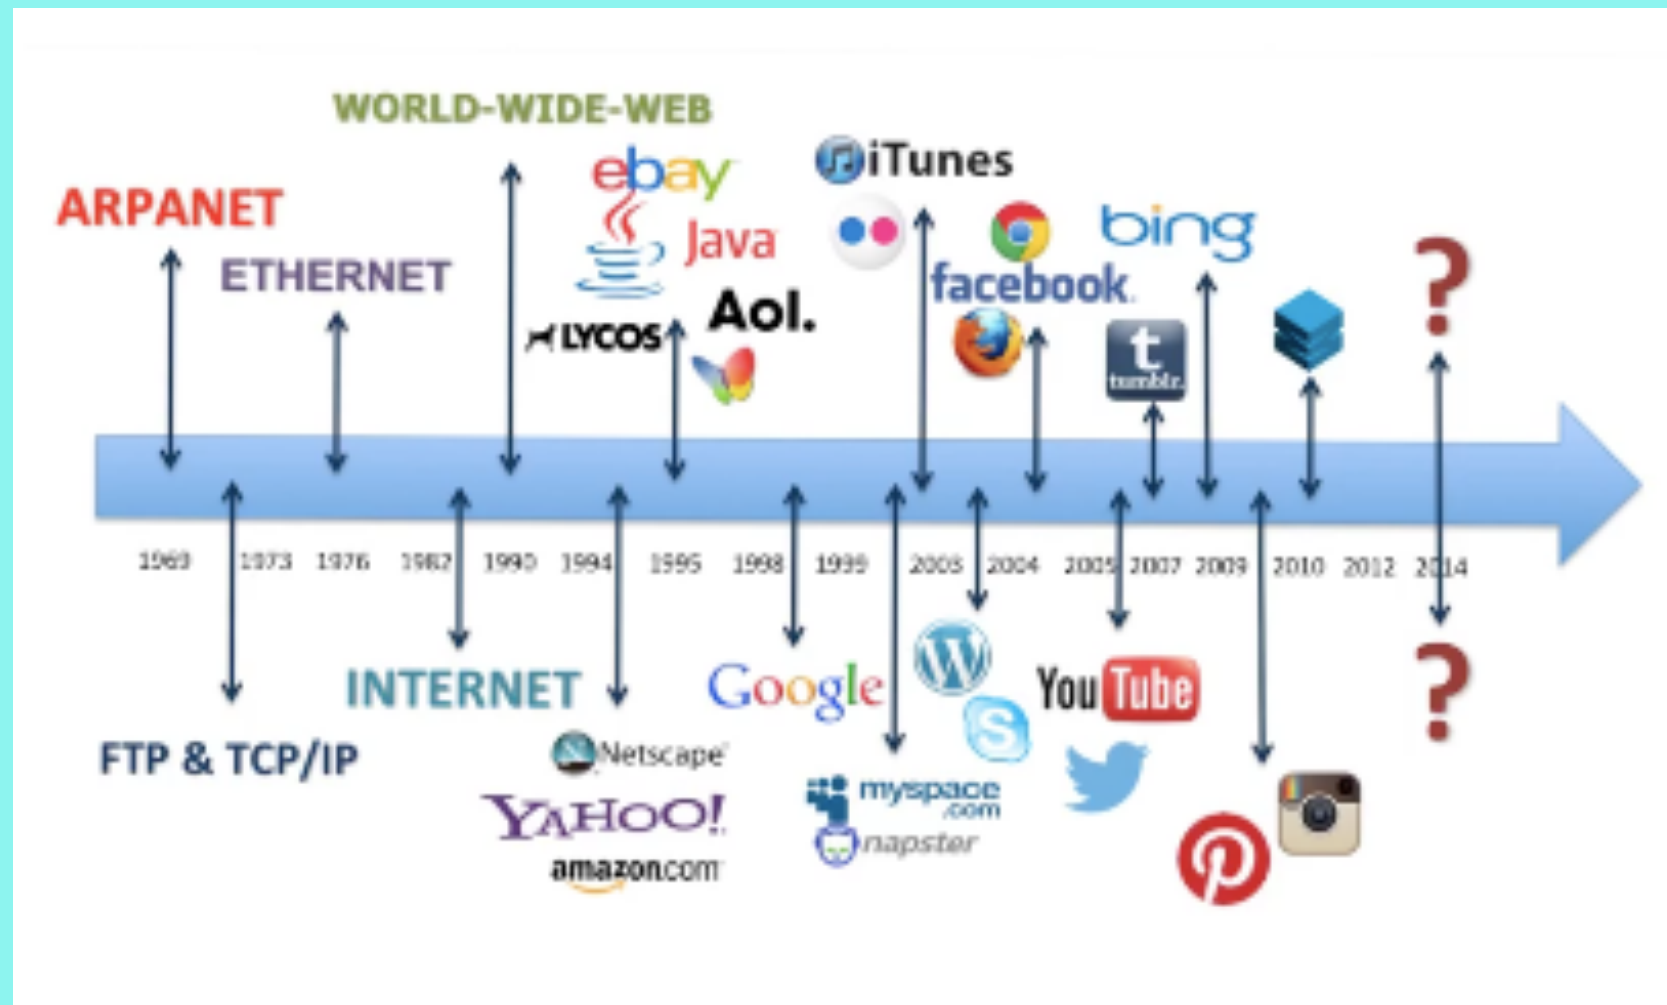 WORLD-WIDE-WEB
ebay
iTunes
ARPANET
Java
bing
ETHERNET
facebook
Aol.
LYCOS
t
tumblr.
1969 1973 1976 1982 1990 1994 1995 1998 1999 2003 2004 2005 2007 2009 2010 2012 2014
?
?
INTERNET
Google
W
S
YouTube
FTP & TCP/IP
Netscape
YAHOO!
myspace
.com
amazon.com
napster